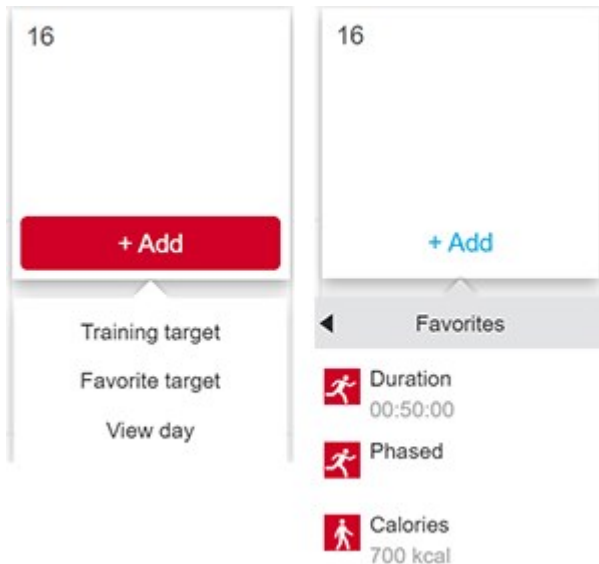 16
+ Add
Training target
Favorite target
View day
16
+ Add
Favorites
Duration
00:50:00
Phased
Calories
700 kcal